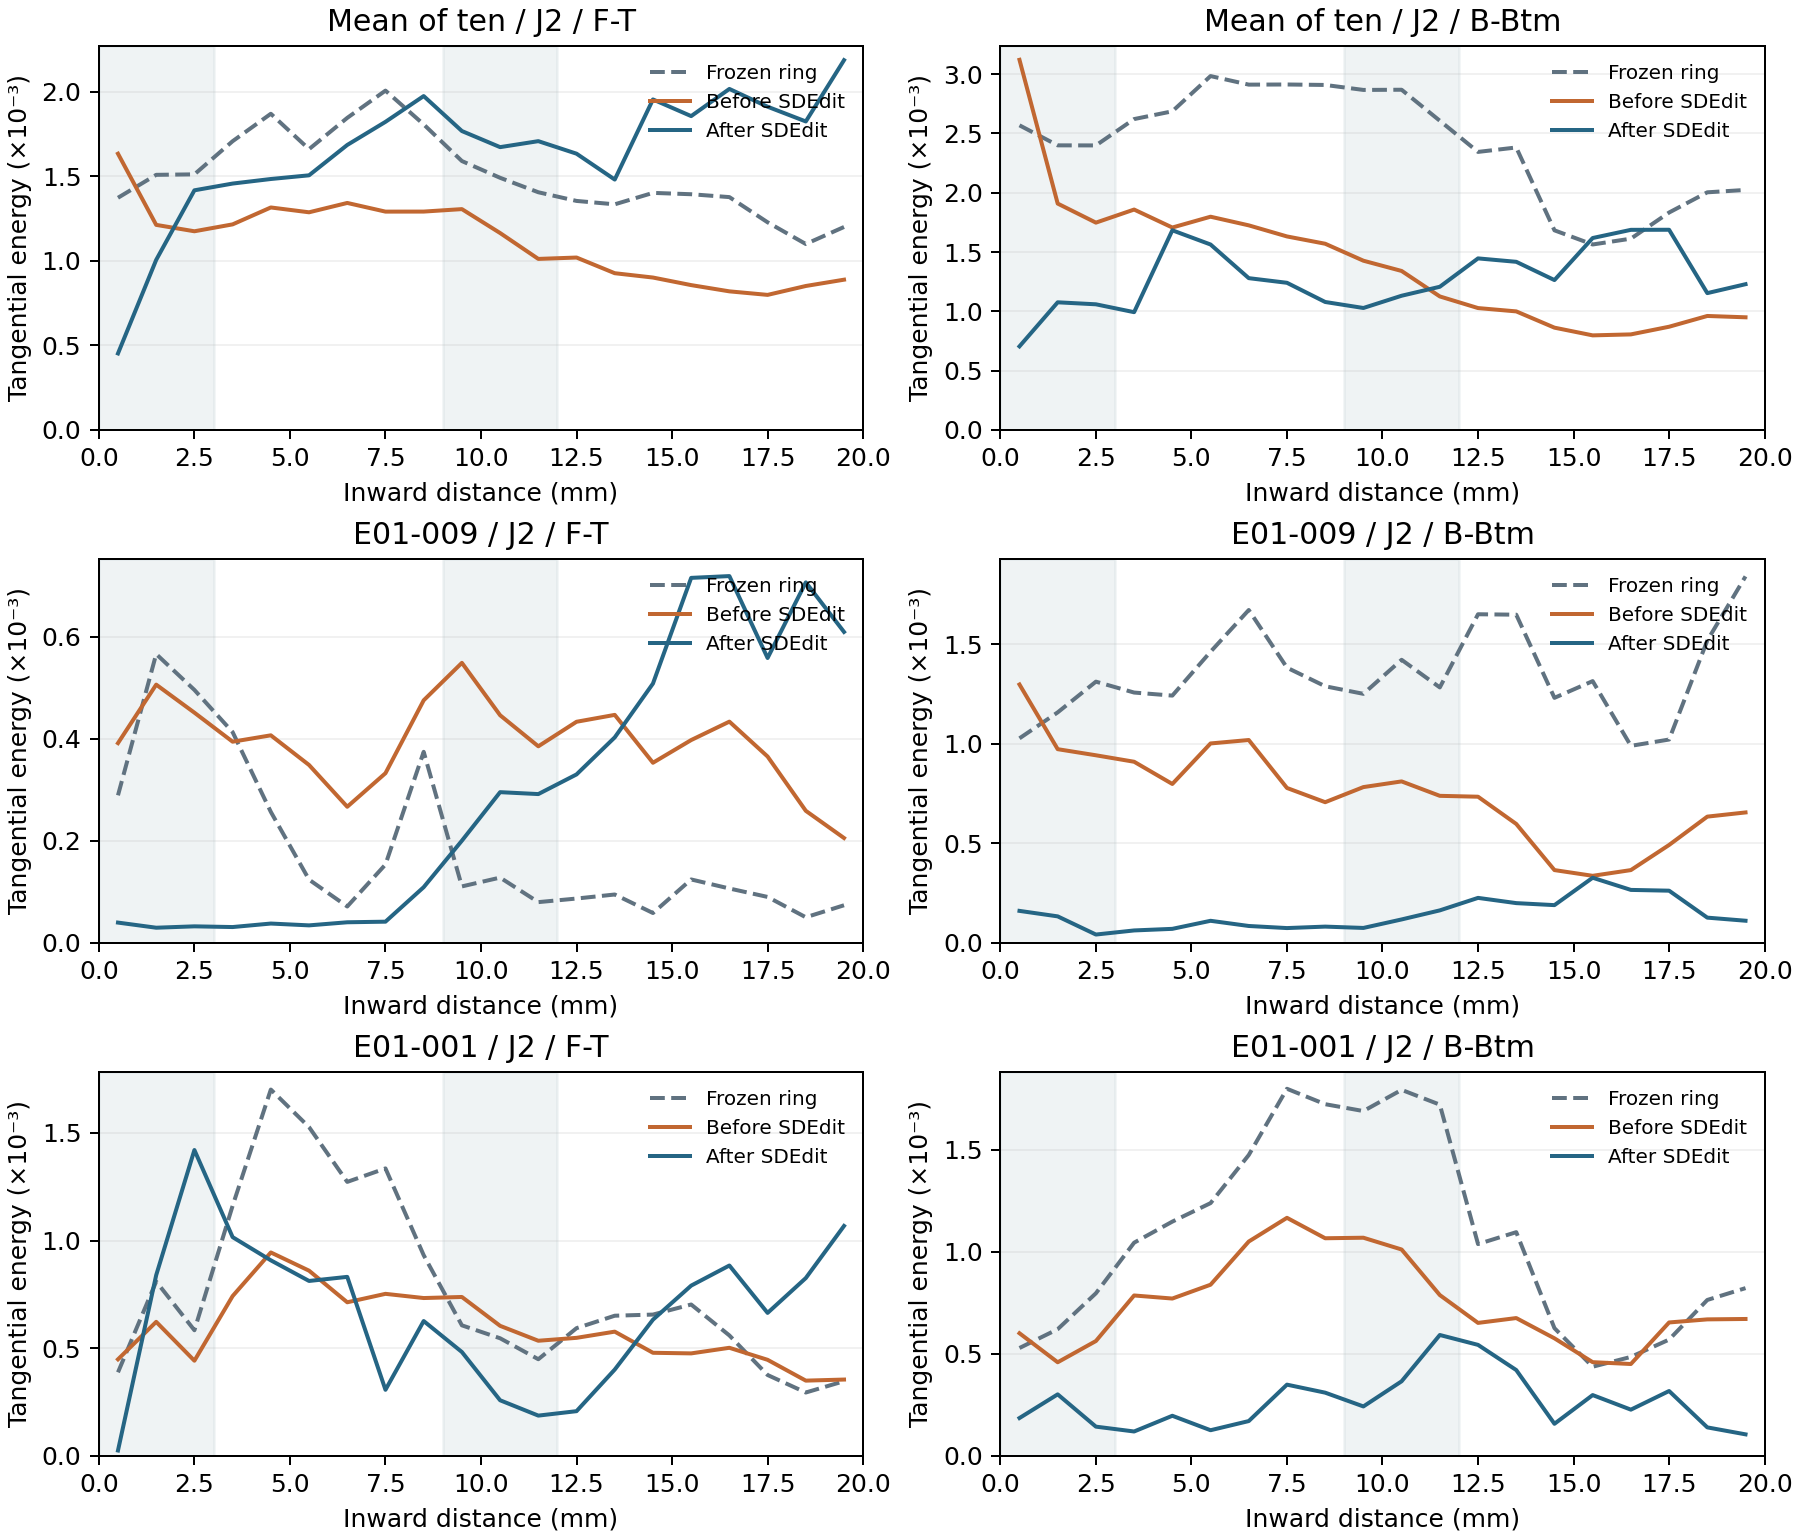 Mean of ten / J2 / F-T
Tangential energy (×10⁻³)
2.0
1.5
1.0
0.5
0.0
Frozen ring
Before SDEdit
After SDEdit
0.0 2.5 5.0 7.5 10.0 12.5 15.0 17.5 20.0
Inward distance (mm)
Mean of ten / J2 / B-Btm
Tangential energy (×10⁻³)
3.0
2.5
2.0
1.5
1.0
0.5
0.0
Frozen ring
Before SDEdit
After SDEdit
0.0 2.5 5.0 7.5 10.0 12.5 15.0 17.5 20.0
Inward distance (mm)
E01-009 / J2 / F-T
Tangential energy (×10⁻³)
0.6
0.4
0.2
0.0
Frozen ring
Before SDEdit
After SDEdit
0.0 2.5 5.0 7.5 10.0 12.5 15.0 17.5 20.0
Inward distance (mm)
E01-009 / J2 / B-Btm
Tangential energy (×10⁻³)
1.5
1.0
0.5
0.0
Frozen ring
Before SDEdit
After SDEdit
0.0 2.5 5.0 7.5 10.0 12.5 15.0 17.5 20.0
Inward distance (mm)
E01-001 / J2 / F-T
Tangential energy (×10⁻³)
1.5
1.0
0.5
0.0
Frozen ring
Before SDEdit
After SDEdit
0.0 2.5 5.0 7.5 10.0 12.5 15.0 17.5 20.0
Inward distance (mm)
E01-001 / J2 / B-Btm
Tangential energy (×10⁻³)
1.5
1.0
0.5
0.0
Frozen ring
Before SDEdit
After SDEdit
0.0 2.5 5.0 7.5 10.0 12.5 15.0 17.5 20.0
Inward distance (mm)